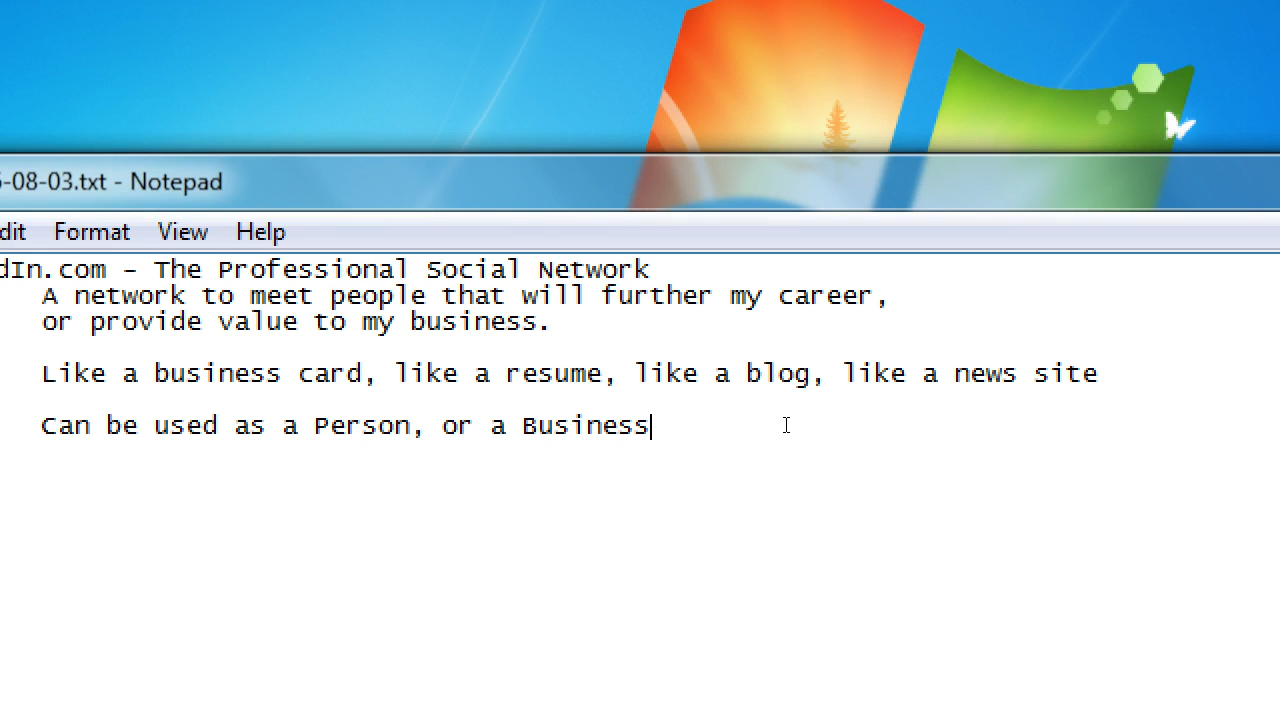 -08-03.txt - Notepad
dit Format View Help
dIn.com - The Professional Social Network
A network to meet people that will further my career,
or provide value to my business.
Like a business card, like a resume, like a blog, like a news site
Can be used as a Person, or a Business